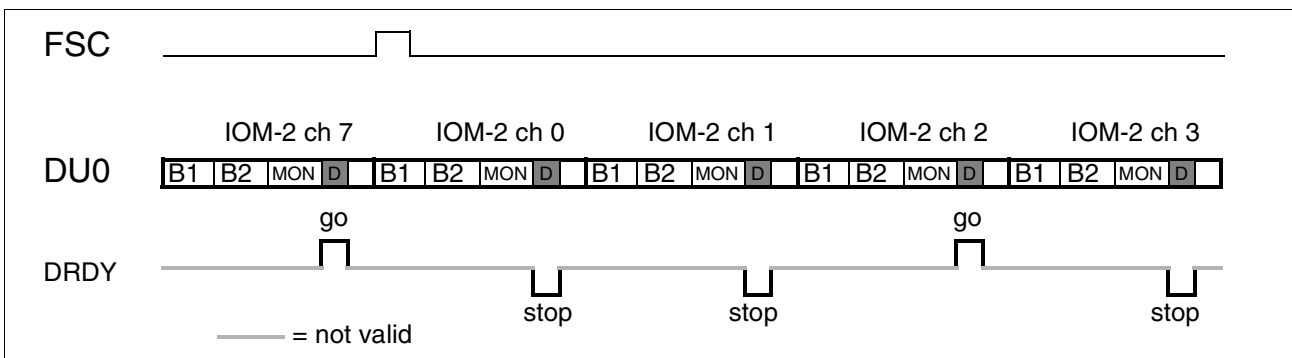 FSC
IOM-2 ch 7 IOM-2 ch 0 IOM-2 ch 1 IOM-2 ch 2 IOM-2 ch 3
DU0 B1 B2 MON D B1 B2 MON D B1 B2 MON D B1 B2 MON D B1 B2 MON D
go go
DRDY
stop stop stop
= not valid